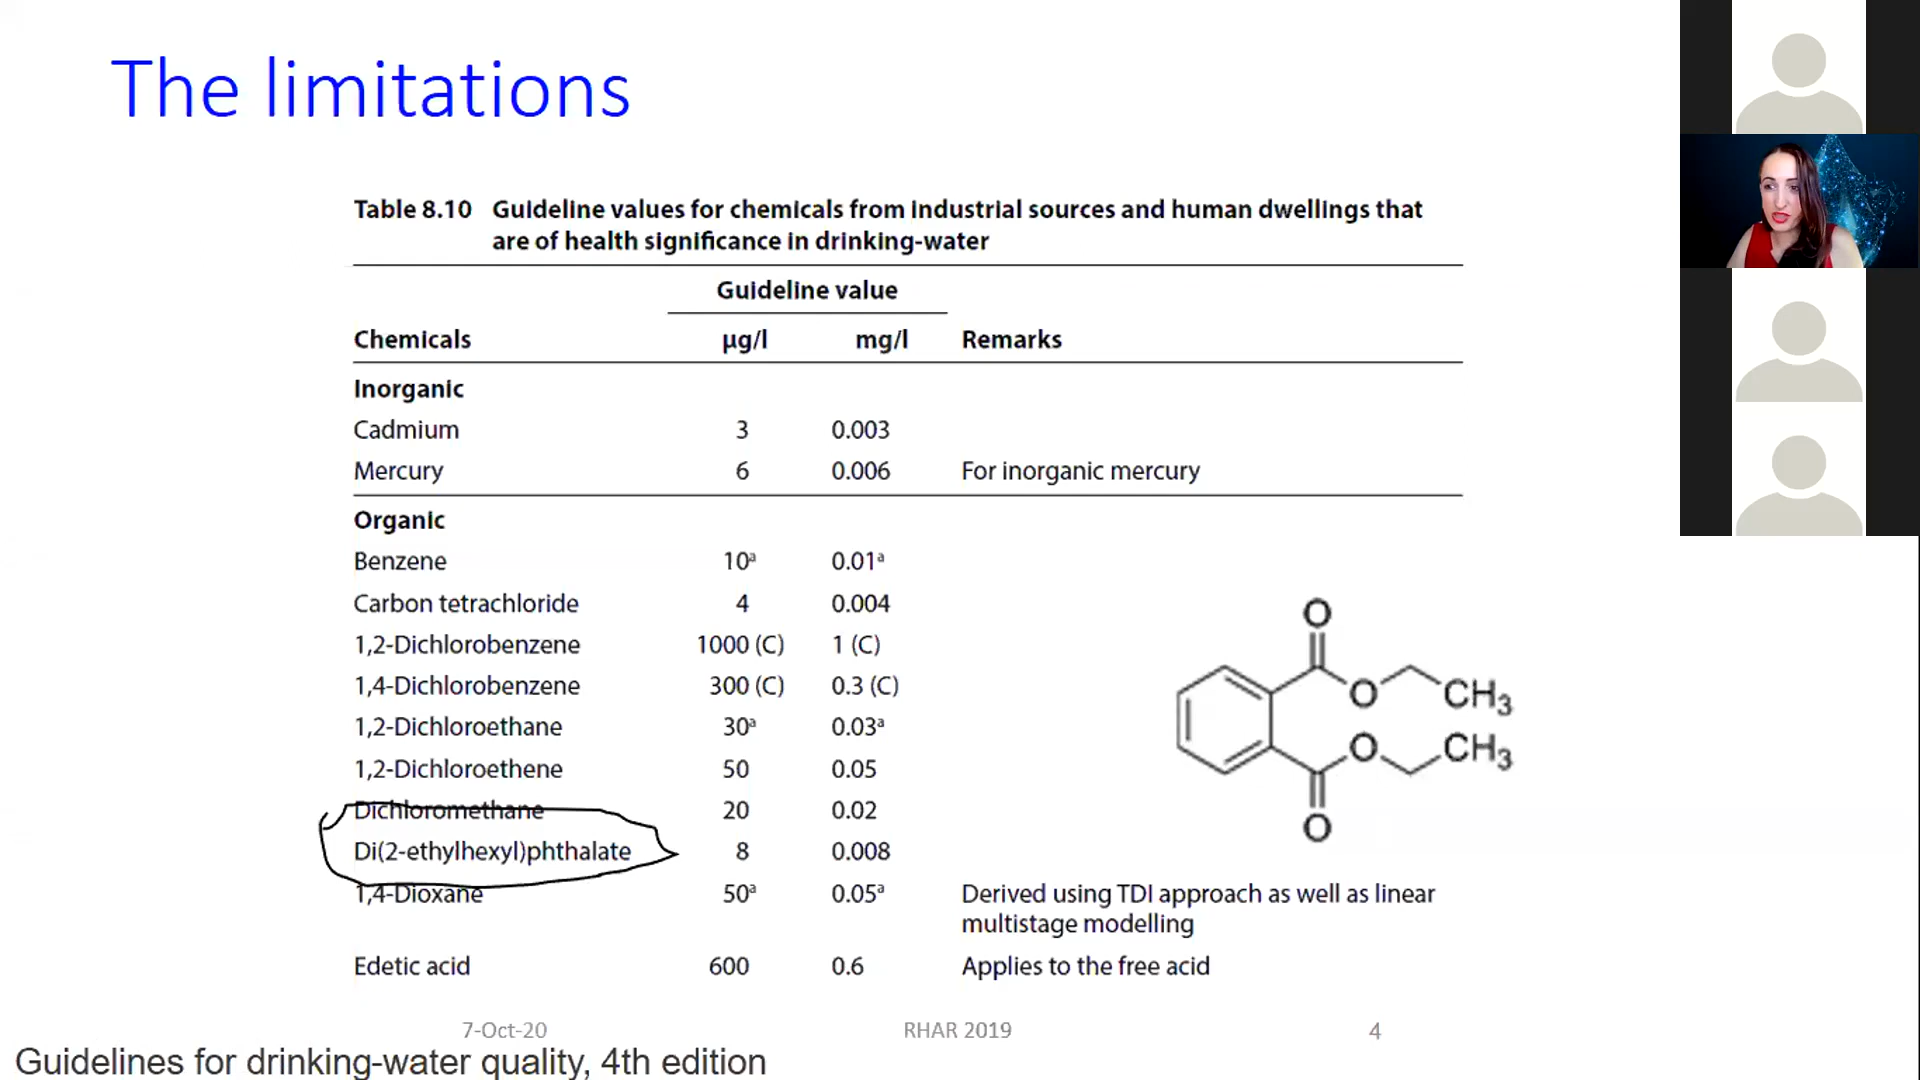 The limitations
Table 8.10 Guideline values for chemicals from industrial sources and human dwellings that
are of health significance in drinking-water
Guideline value
Chemicals µg/l mg/l Remarks
Inorganic
Cadmium 3 0.003
Mercury 6 0.006 For inorganic mercury
Organic
Benzene 10ᵃ 0.01ᵃ
Carbon tetrachloride 4 0.004
1,2-Dichlorobenzene 1000 (C) 1 (C)
1,4-Dichlorobenzene 300 (C) 0.3 (C)
1,2-Dichloroethane 30ᵃ 0.03ᵃ
1,2-Dichloroethene 50 0.05
Dichloromethane 20 0.02
Di(2-ethylhexyl)phthalate 8 0.008
1,4-Dioxane 50ᵃ 0.05ᵃ Derived using TDI approach as well as linear
multistage modelling
Edetic acid 600 0.6 Applies to the free acid
O
O CH₃
O CH₃
O
7-Oct-20 RHAR 2019 4
Guidelines for drinking-water quality, 4th edition